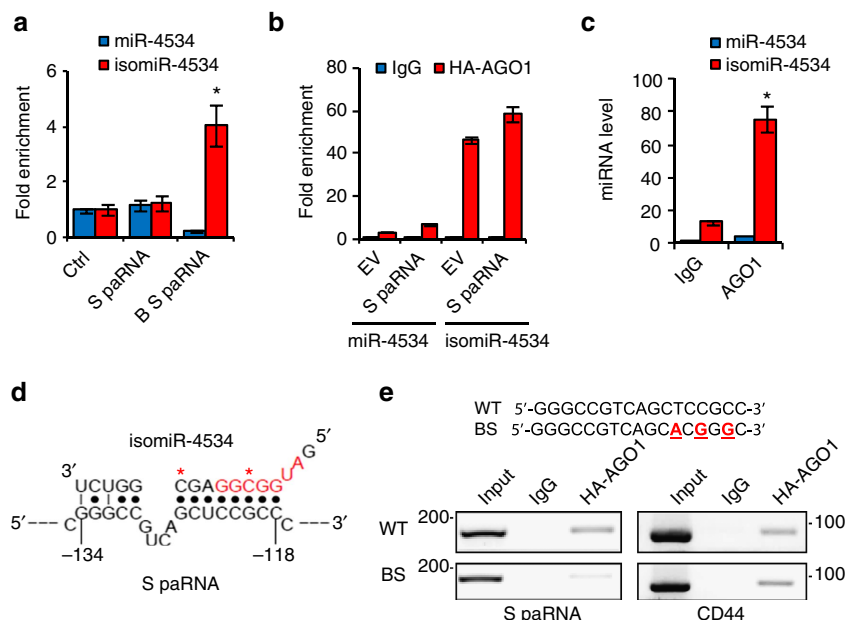 a
miR-4534
isomiR-4534
Fold enrichment
6
4
2
0
*
Ctrl
S paRNA
B S paRNA
b
IgG
HA-AGO1
Fold enrichment
80
60
40
20
0
EV
S paRNA
EV
S paRNA
miR-4534
isomiR-4534
c
miR-4534
isomiR-4534
miRNA level
100
80
60
40
20
0
*
IgG
AGO1
d
isomiR-4534
3′ UCUGG CGAGGCGGUAG 5′
* *
5′ CGGGCCGUCAGCUCCGCCC 3′
–134
–118
S paRNA
e
WT 5′-GGGCCGTCAGCTCCGCC-3′
BS 5′-GGGCCGTCAGCACGGGC-3′
Input
IgG
HA-AGO1
Input
IgG
HA-AGO1
WT
200-
-100
BS
200-
-100
S paRNA
CD44